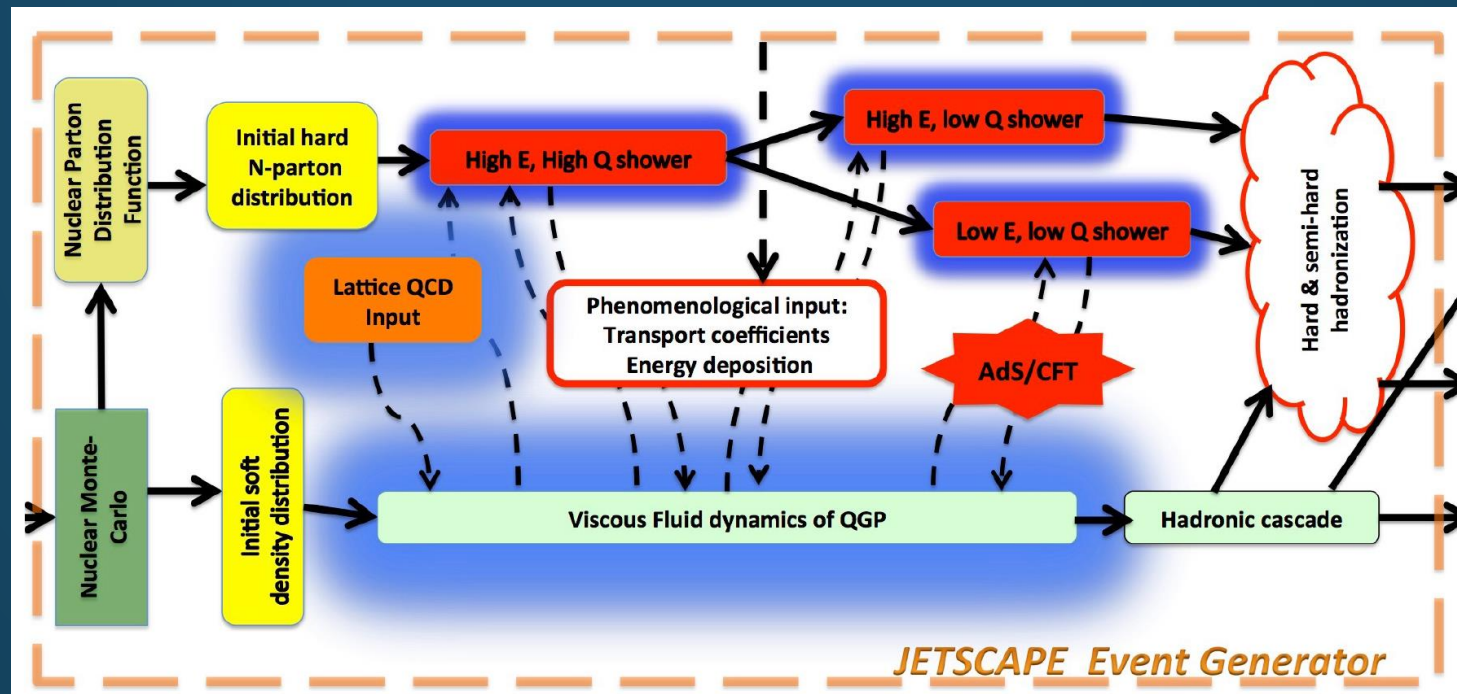 Nuclear Parton
Distribution
Function
Initial hard
N-parton
distribution
High E, High Q shower
High E, low Q shower
Low E, low Q shower
Hard & semi-hard
hadronization
Lattice QCD
Input
Phenomenological input:
Transport coefficients
Energy deposition
AdS/CFT
Nuclear Monte-
Carlo
Initial soft
density distribution
Viscous Fluid dynamics of QGP
Hadronic cascade
JETSCAPE Event Generator